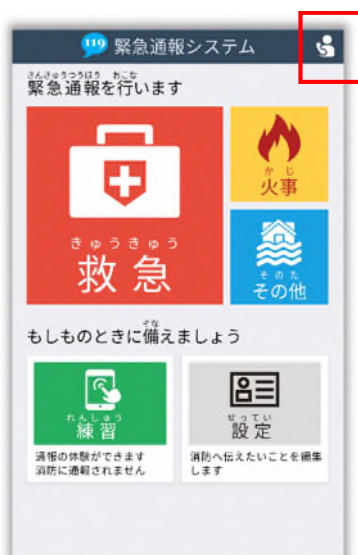 119 緊急通報システム
きんきゅうつうほう おこな
緊急通報を行います
きゅうきゅう
救急
かじ
火事
そのた
その他
そな
もしものときに備えましょう
れんしゅう
練習
せってい
設定
通報の体験ができます
消防に通報されません
消防へ伝えたいことを編集
します